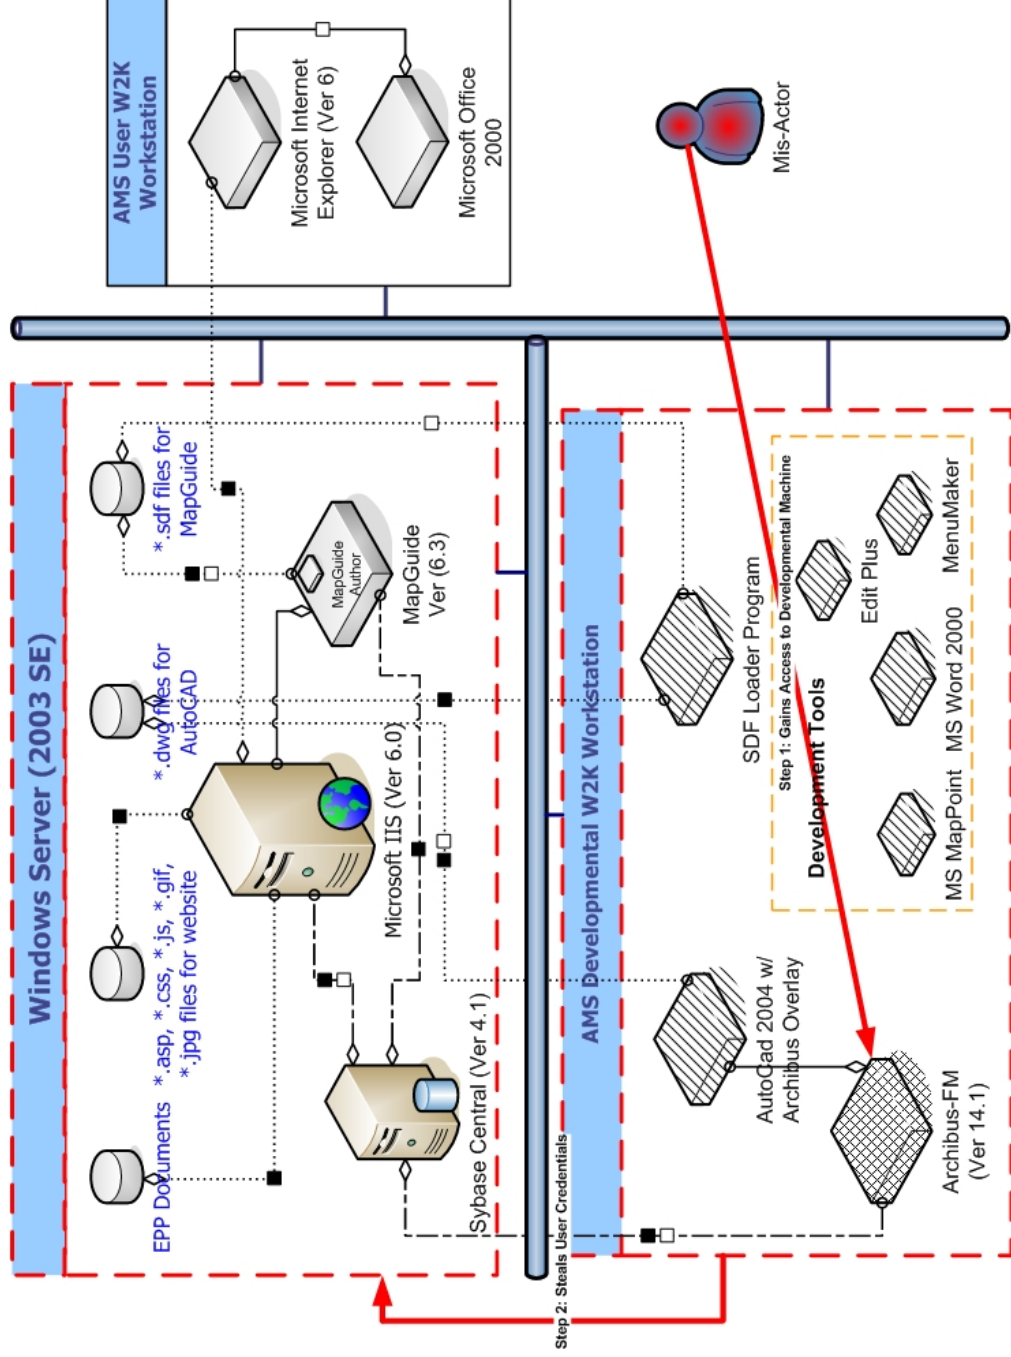 Windows Server (2003 SE)
EPP Documents
*.asp, *.css, *.js, *.gif,
*.jpg files for website
*.dwg files for
AutoCAD
*.sdf files for
MapGuide
Microsoft IIS (Ver 6.0)
MapGuide
Author
MapGuide
Ver (6.3)
Sybase Central (Ver 4.1)
AMS User W2K
Workstation
Microsoft Internet
Explorer (Ver 6)
Microsoft Office
2000
Step 2: Steals User Credentials
AMS Developmental W2K Workstation
AutoCad 2004 w/
Archibus Overlay
SDF Loader Program
Archibus-FM
(Ver 14.1)
Step 1: Gains Access to Developmental Machine
Development Tools
Edit Plus
MS MapPoint
MS Word 2000
MenuMaker
Mis-Actor